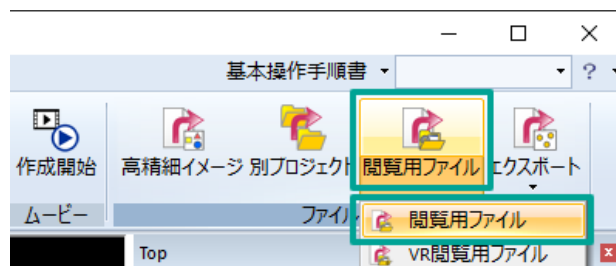 基本操作手順書
?
作成開始 高精細イメージ 別プロジェクト 閲覧用ファイル エクスポート
ムービー ファイル
閲覧用ファイル
Top VR閲覧用ファイル